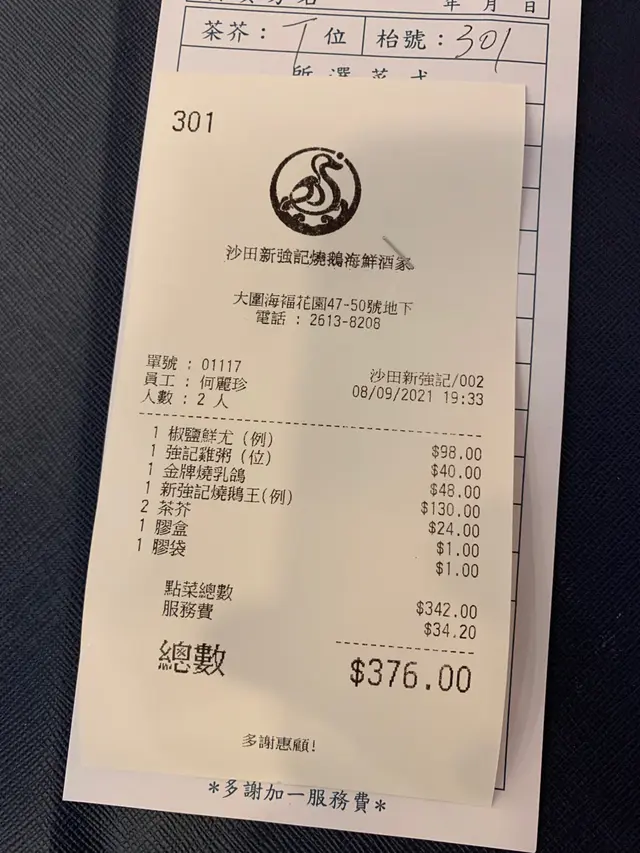 年 月 日
茶芥： 位 枱號：301
所 選 菜 式
301
沙田新強記燒鵝海鮮酒家
大圍海福花園47-50號地下
電話 : 2613-8208
單號 : 01117
沙田新強記/002
員工 : 何麗珍
08/09/2021 19:33
人數 : 2 人
1 椒鹽鮮尤 (例) $98.00
1 強記雞粥 (位) $40.00
1 金牌燒乳鴿 $48.00
1 新強記燒鵝王(例) $130.00
2 茶芥 $24.00
1 膠盒 $1.00
1 膠袋 $1.00
點菜總數 $342.00
服務費 $34.20
總數 $376.00
多謝惠顧!
*多謝加一服務費*